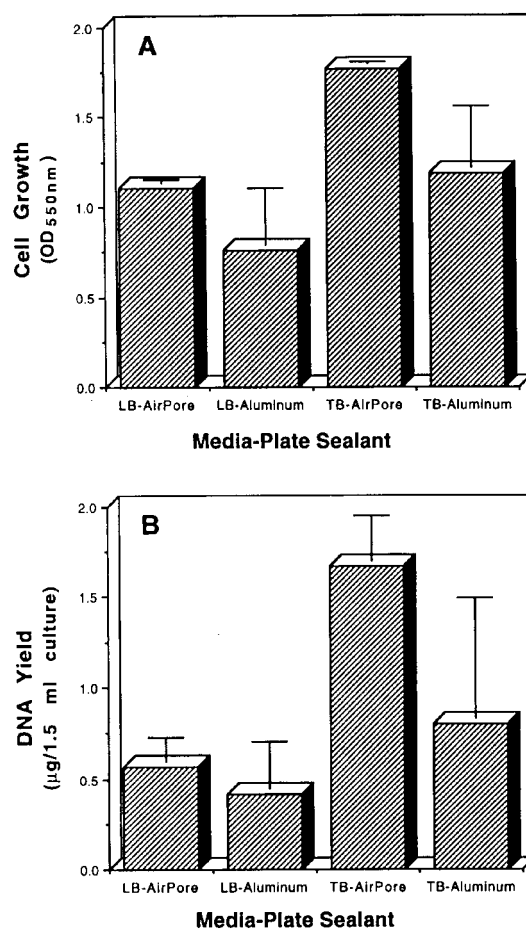 A
2.0
1.5
1.0
0.5
0.0
Cell Growth
(OD 550nm)
LB-AirPore LB-Aluminum TB-AirPore TB-Aluminum
Media-Plate Sealant
B
2.0
1.5
1.0
0.5
0.0
DNA Yield
(μg/1.5 ml culture)
LB-AirPore LB-Aluminum TB-AirPore TB-Aluminum
Media-Plate Sealant